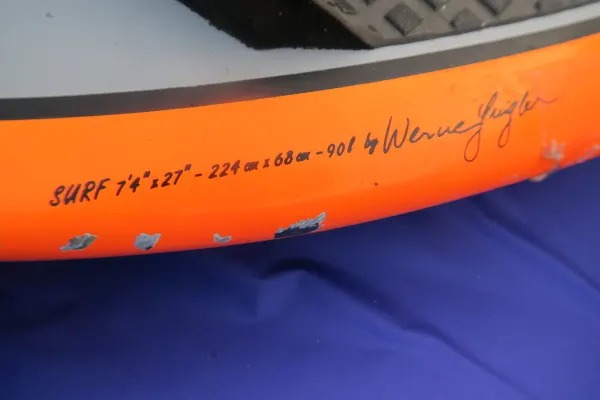 SURF 7'4" x 27" - 224 cm x 68 cm - 90l by Werner Gnigler